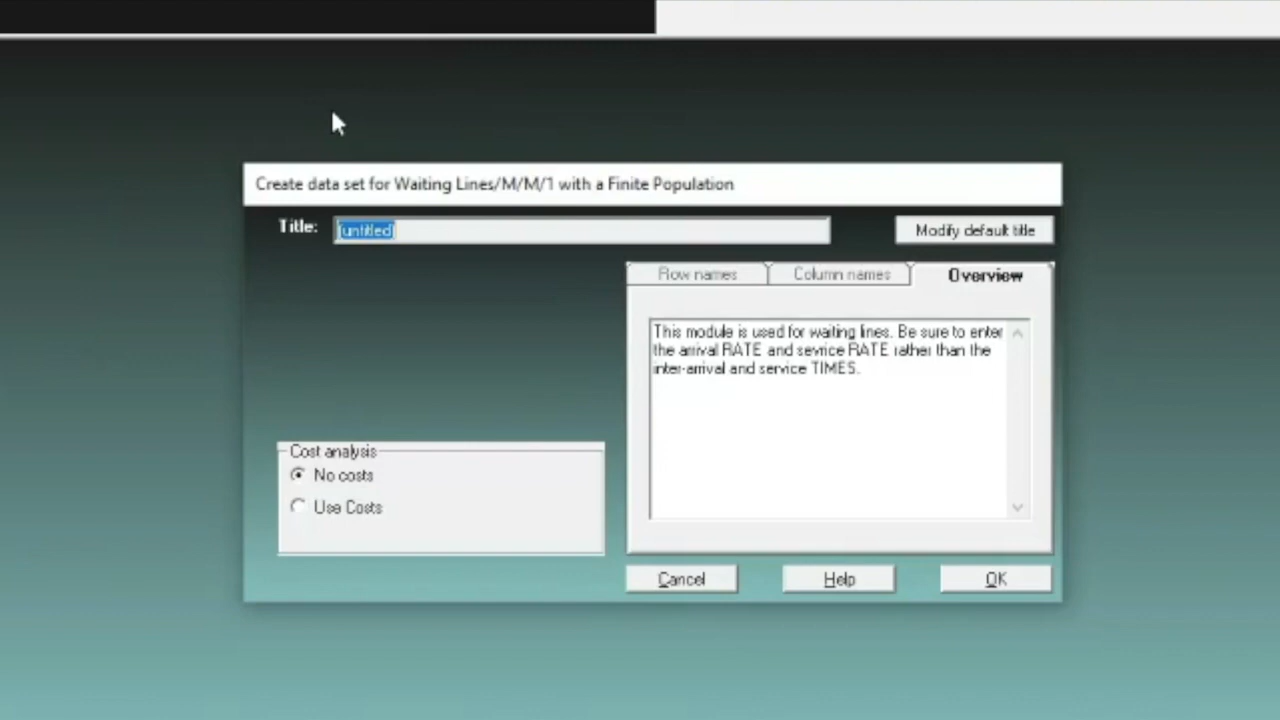 Create data set for Waiting Lines/M/M/1 with a Finite Population
Title: (untitled) Modify default title
Row names Column names Overview
This module is used for waiting lines. Be sure to enter
the arrival RATE and sevrice RATE rather than the
inter-arrival and service TIMES.
Cost analysis
No costs
Use Costs
Cancel Help OK